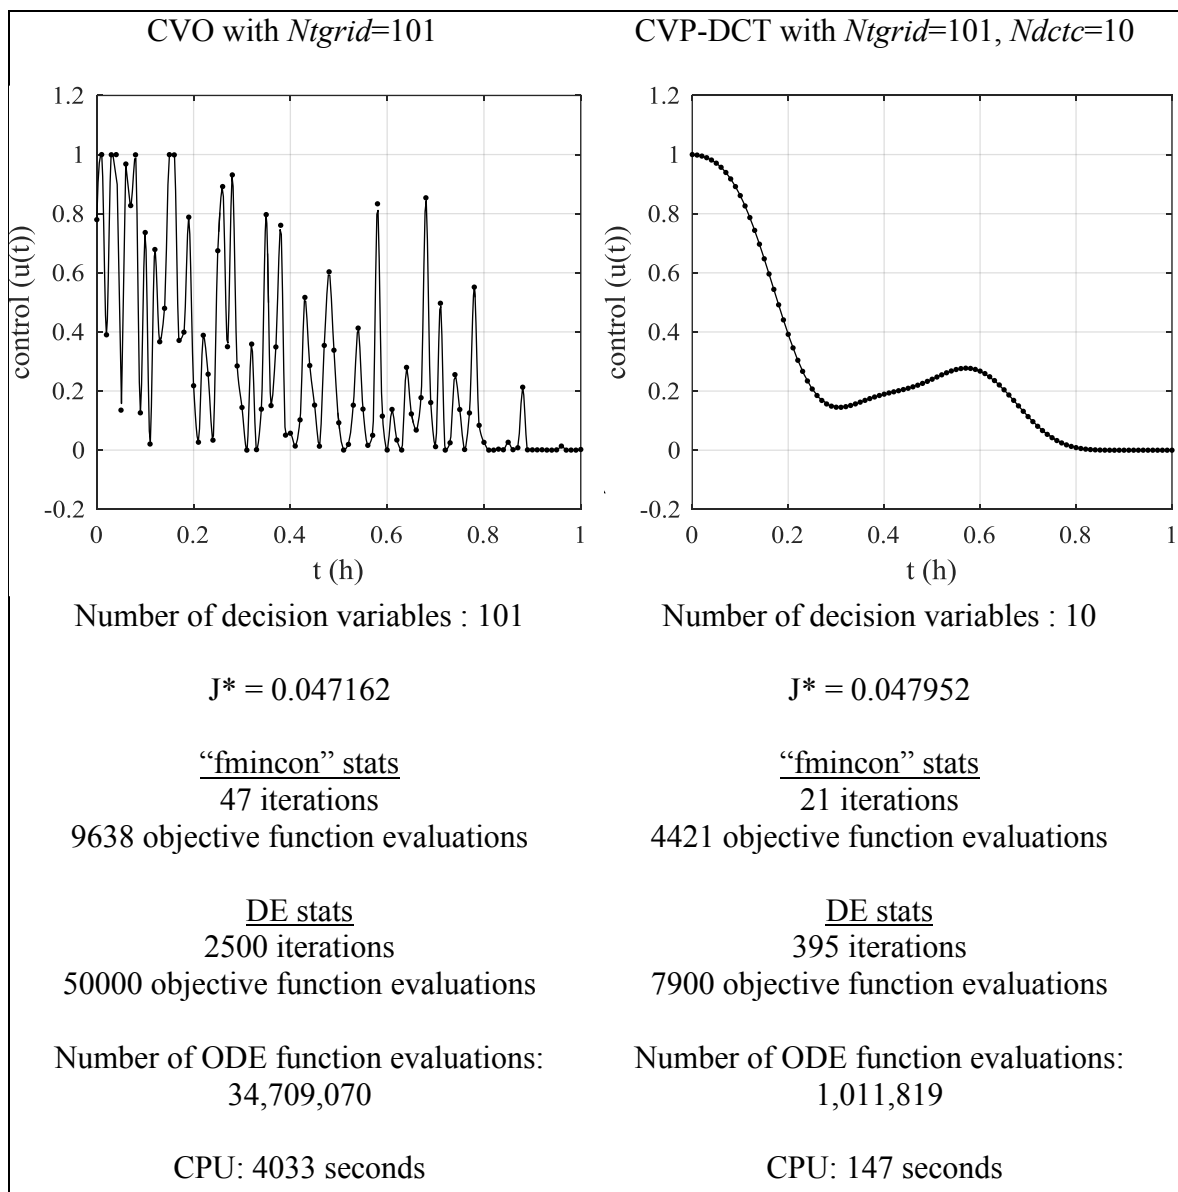 CVO with Ntgrid=101
CVP-DCT with Ntgrid=101, Ndctc=10
1.2
1
0.8
0.6
0.4
0.2
0
-0.2
control (u(t))
0 0.2 0.4 0.6 0.8 1
t (h)
1.2
1
0.8
0.6
0.4
0.2
0
-0.2
control (u(t))
0 0.2 0.4 0.6 0.8 1
t (h)
Number of decision variables : 101
J* = 0.047162
“fmincon” stats
47 iterations
9638 objective function evaluations
DE stats
2500 iterations
50000 objective function evaluations
Number of ODE function evaluations:
34,709,070
CPU: 4033 seconds
Number of decision variables : 10
J* = 0.047952
“fmincon” stats
21 iterations
4421 objective function evaluations
DE stats
395 iterations
7900 objective function evaluations
Number of ODE function evaluations:
1,011,819
CPU: 147 seconds